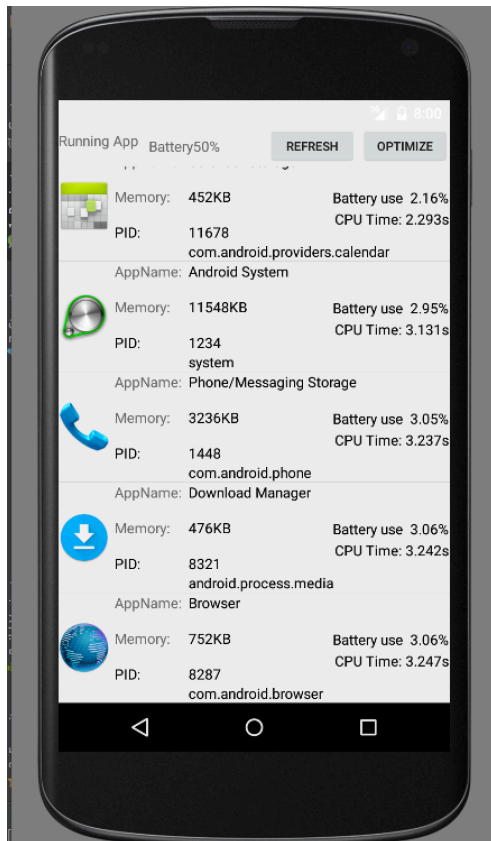 8:00
Running App Battery50% REFRESH OPTIMIZE
Memory: 452KB Battery use 2.16%
CPU Time: 2.293s
PID: 11678
com.android.providers.calendar
AppName: Android System
Memory: 11548KB Battery use 2.95%
CPU Time: 3.131s
PID: 1234
system
AppName: Phone/Messaging Storage
Memory: 3236KB Battery use 3.05%
CPU Time: 3.237s
PID: 1448
com.android.phone
AppName: Download Manager
Memory: 476KB Battery use 3.06%
CPU Time: 3.242s
PID: 8321
android.process.media
AppName: Browser
Memory: 752KB Battery use 3.06%
CPU Time: 3.247s
PID: 8287
com.android.browser